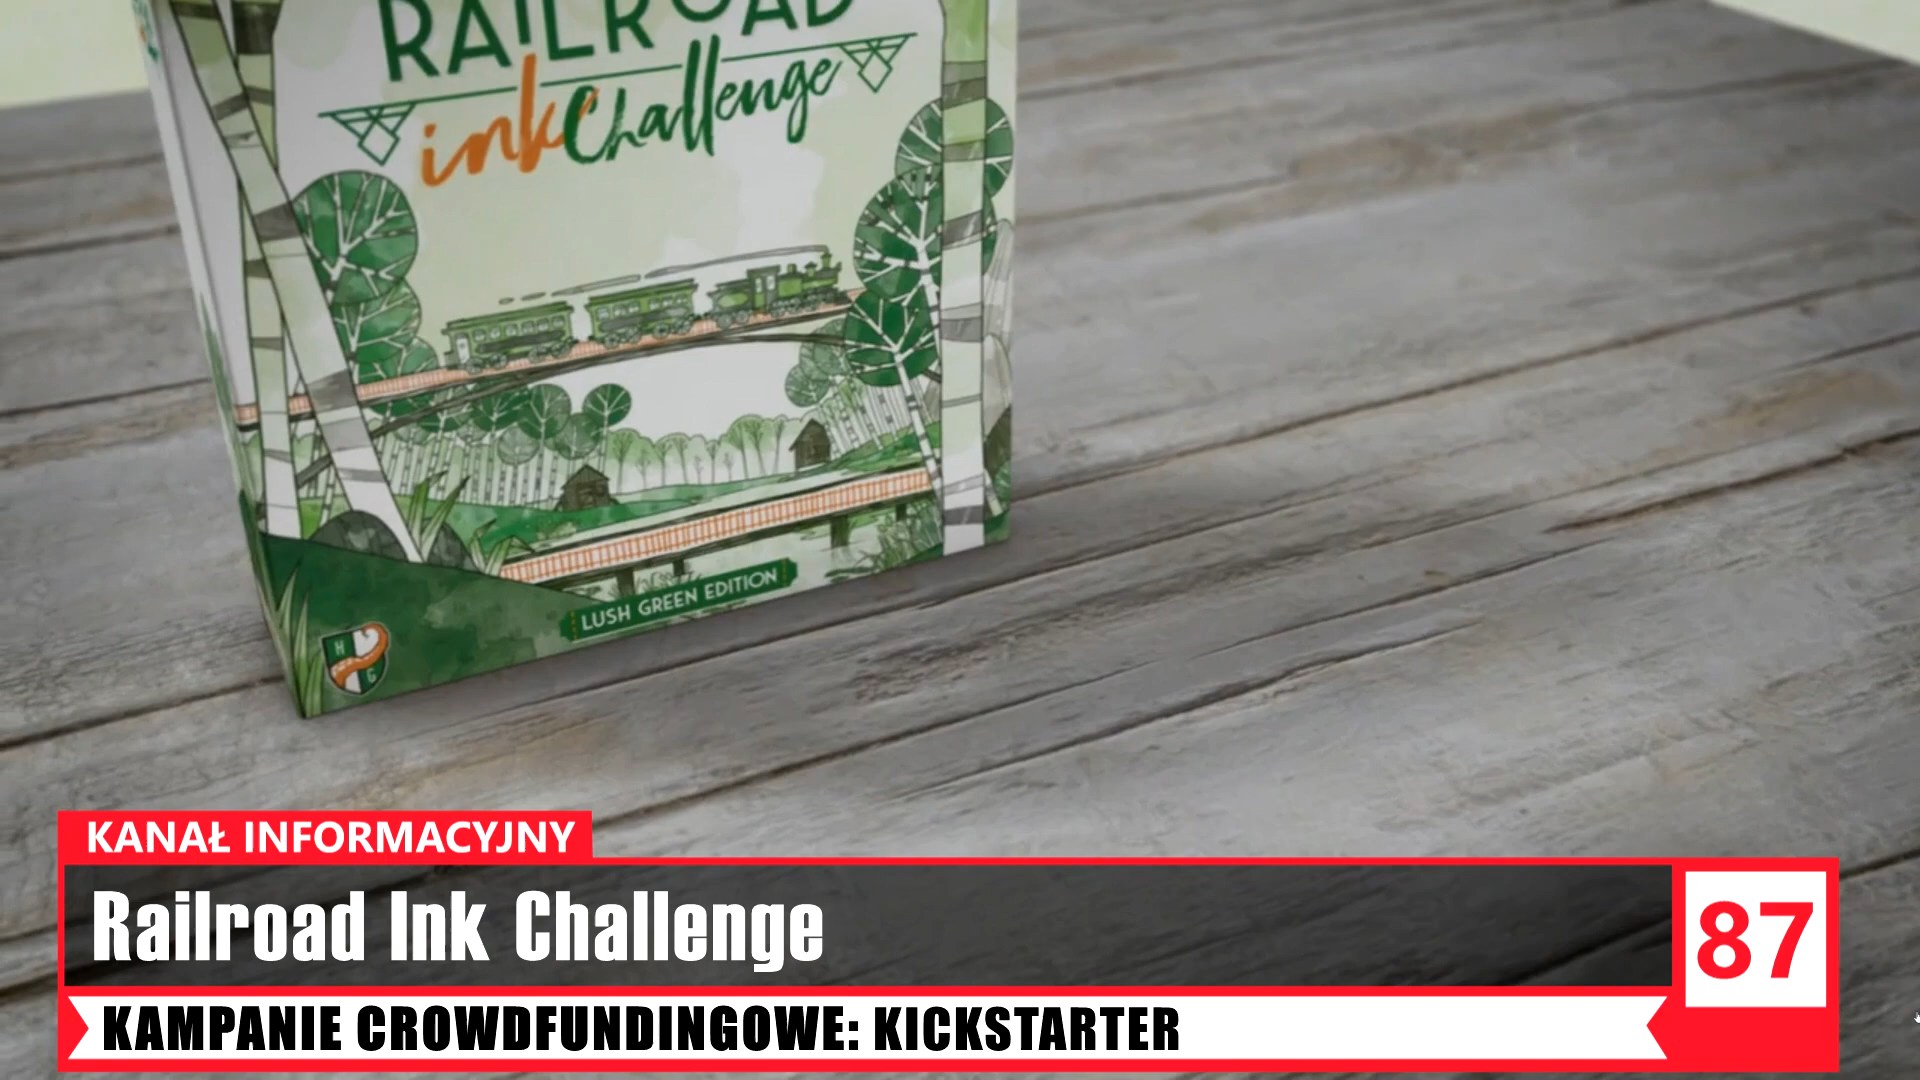 RAILROAD
ink Challenge
LUSH GREEN EDITION
H
G
KANAŁ INFORMACYJNY
Railroad Ink Challenge
87
KAMPANIE CROWDFUNDINGOWE: KICKSTARTER